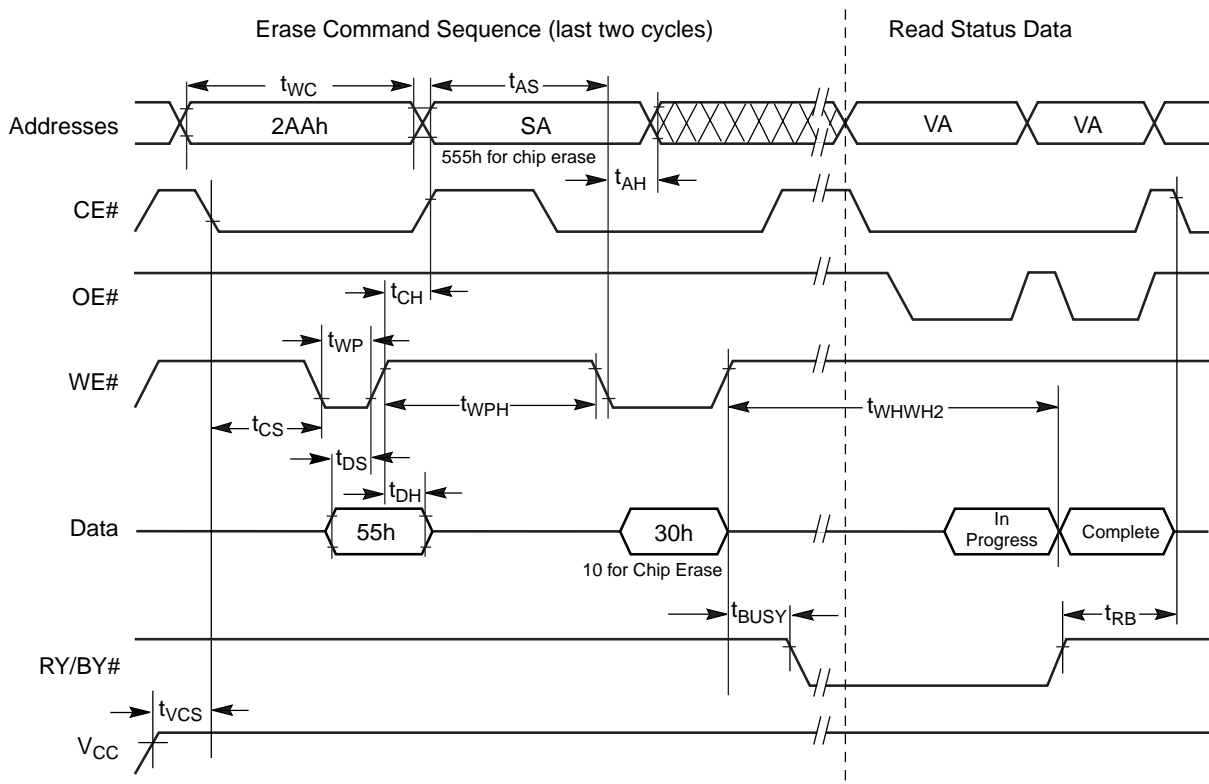 Erase Command Sequence (last two cycles)
Read Status Data
tWC
tAS
Addresses
2AAh
SA
VA
VA
555h for chip erase
tAH
CE#
OE#
tCH
tWP
WE#
tWPH
tWHWH2
tCS
tDS
tDH
Data
55h
30h
In
Progress
Complete
10 for Chip Erase
tBUSY
tRB
RY/BY#
tVCS
VCC